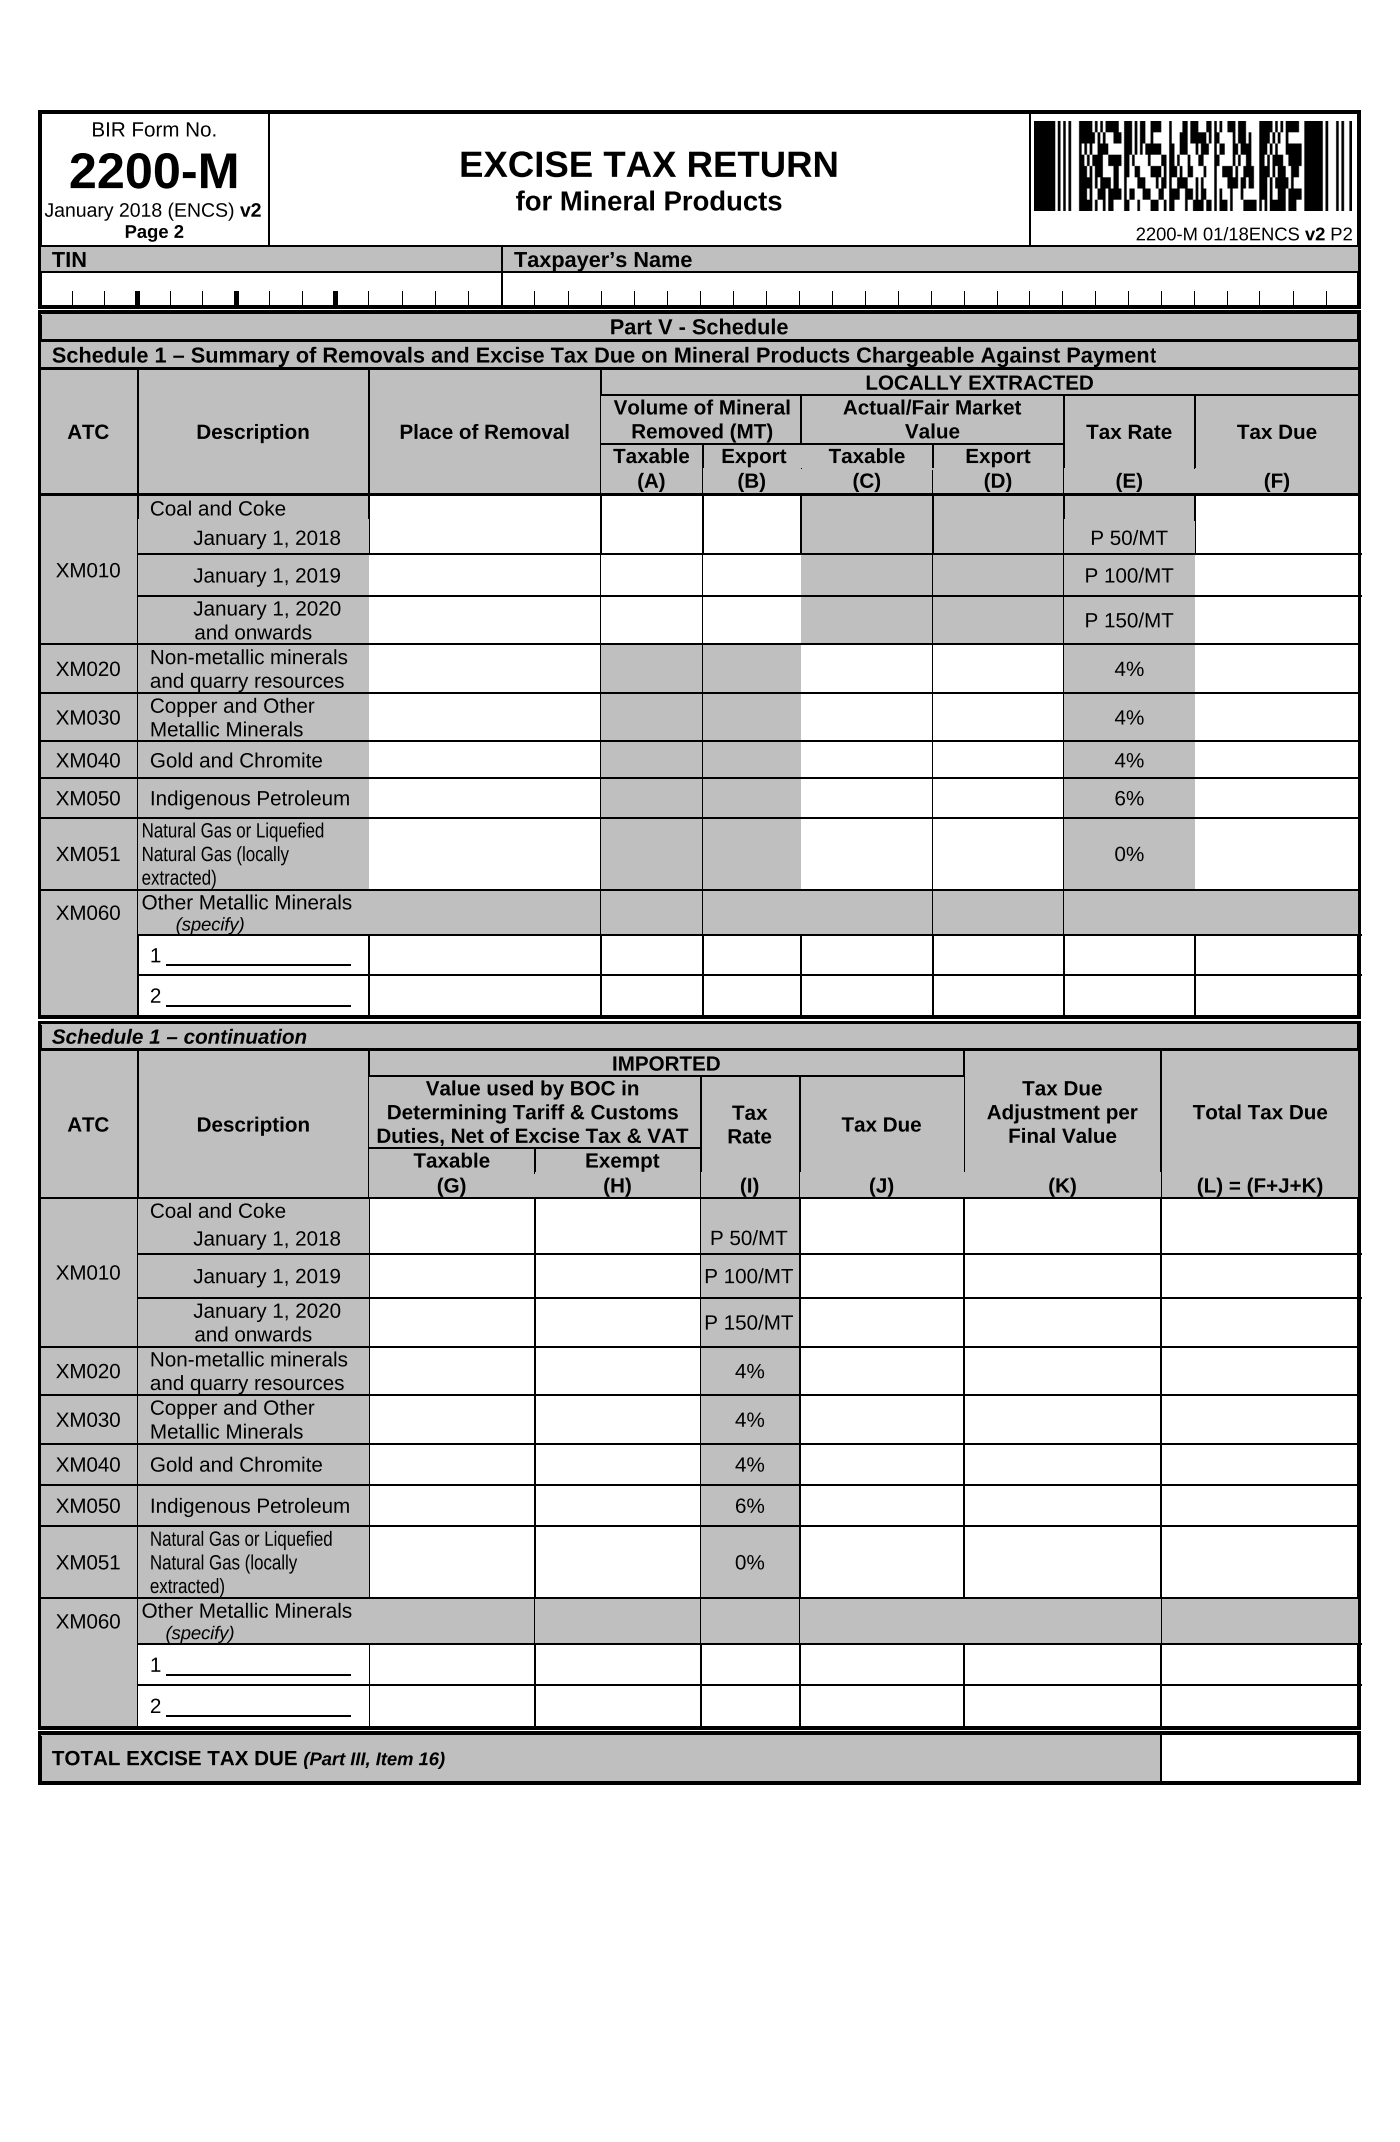 BIR Form No.
2200-M
January 2018 (ENCS) v2
Page 2
EXCISE TAX RETURN
for Mineral Products
2200-M 01/18ENCS v2 P2
TIN
Taxpayer’s Name
Part V - Schedule
Schedule 1 – Summary of Removals and Excise Tax Due on Mineral Products Chargeable Against Payment
ATC
Description
Place of Removal
LOCALLY EXTRACTED
Volume of Mineral
Removed (MT)
Actual/Fair Market
Value
Tax Rate
Tax Due
Taxable
Export
Taxable
Export
(A)
(B)
(C)
(D)
(E)
(F)
XM010
Coal and Coke
January 1, 2018
P 50/MT
January 1, 2019
P 100/MT
January 1, 2020
and onwards
P 150/MT
XM020
Non-metallic minerals
and quarry resources
4%
XM030
Copper and Other
Metallic Minerals
4%
XM040
Gold and Chromite
4%
XM050
Indigenous Petroleum
6%
XM051
Natural Gas or Liquefied
Natural Gas (locally
extracted)
0%
XM060
Other Metallic Minerals
(specify)
1
2
Schedule 1 – continuation
ATC
Description
IMPORTED
Value used by BOC in
Determining Tariff & Customs
Duties, Net of Excise Tax & VAT
Tax
Rate
Tax Due
Tax Due
Adjustment per
Final Value
Total Tax Due
Taxable
Exempt
(G)
(H)
(I)
(J)
(K)
(L) = (F+J+K)
XM010
Coal and Coke
January 1, 2018
P 50/MT
January 1, 2019
P 100/MT
January 1, 2020
and onwards
P 150/MT
XM020
Non-metallic minerals
and quarry resources
4%
XM030
Copper and Other
Metallic Minerals
4%
XM040
Gold and Chromite
4%
XM050
Indigenous Petroleum
6%
XM051
Natural Gas or Liquefied
Natural Gas (locally
extracted)
0%
XM060
Other Metallic Minerals
(specify)
1
2
TOTAL EXCISE TAX DUE (Part III, Item 16)